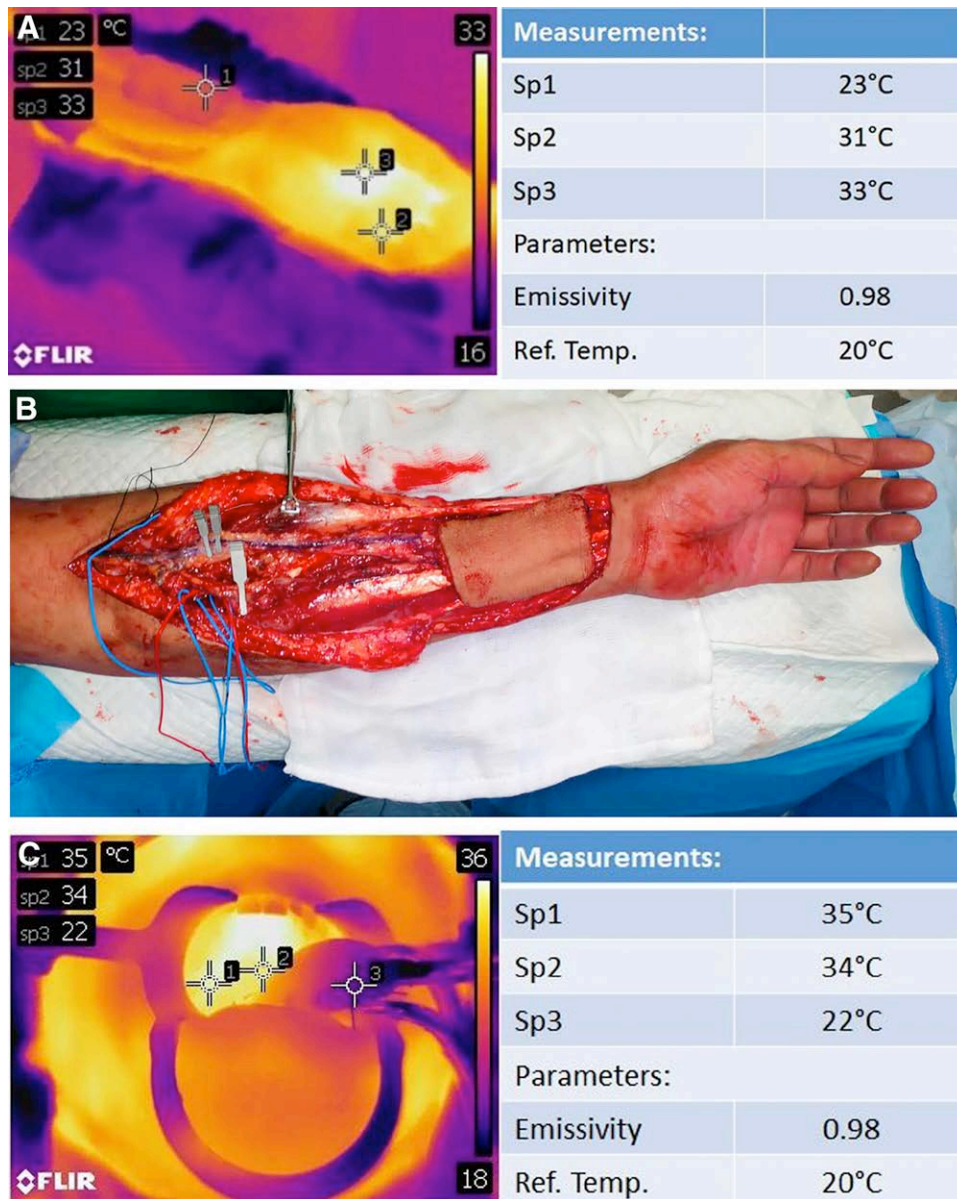 A
sp1 23 °C
sp2 31
sp3 33
33
1
3
2
FLIR
16
Measurements:
Sp1 23°C
Sp2 31°C
Sp3 33°C
Parameters:
Emissivity 0.98
Ref. Temp. 20°C
B
C
sp1 35 °C
sp2 34
sp3 22
36
1
2
3
FLIR
18
Measurements:
Sp1 35°C
Sp2 34°C
Sp3 22°C
Parameters:
Emissivity 0.98
Ref. Temp. 20°C